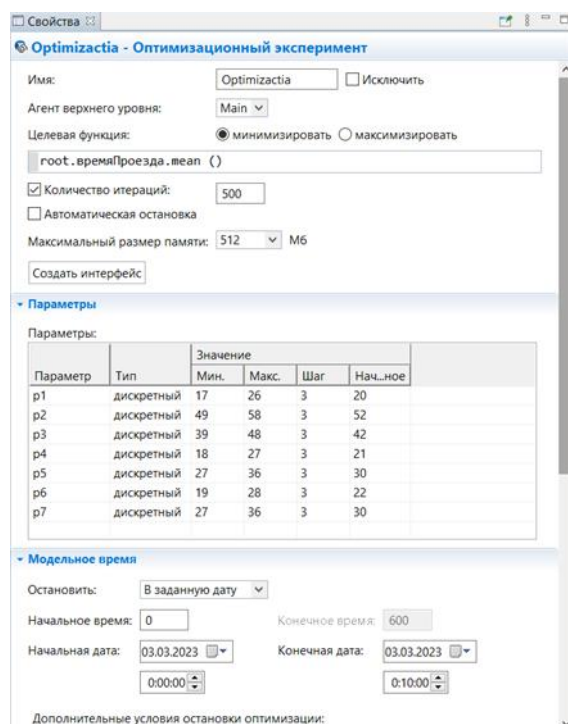 Свойства
Optimizactia - Оптимизационный эксперимент
Имя: Optimizactia Исключить
Агент верхнего уровня: Main
Целевая функция: минимизировать максимизировать
root.времяПроезда.mean ()
Количество итераций: 500
Автоматическая остановка
Максимальный размер памяти: 512 М6
Создать интерфейс
Параметры
Параметры:
Значение
Параметр Тип Мин. Макс. Шаг Нач...ное
p1 дискретный 17 26 3 20
p2 дискретный 49 58 3 52
p3 дискретный 39 48 3 42
p4 дискретный 18 27 3 21
p5 дискретный 27 36 3 30
p6 дискретный 19 28 3 22
p7 дискретный 27 36 3 30
Модельное время
Остановить: В заданную дату
Начальное время: 0 Конечное время: 600
Начальная дата: 03.03.2023 Конечная дата: 03.03.2023
0:00:00 0:10:00
Дополнительные условия остановки оптимизации: